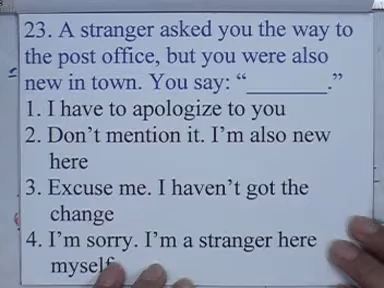 23. A stranger asked you the way to
the post office, but you were also
new in town. You say: “________.”
1. I have to apologize to you
2. Don’t mention it. I’m also new
here
3. Excuse me. I haven’t got the
change
4. I’m sorry. I’m a stranger here
myself